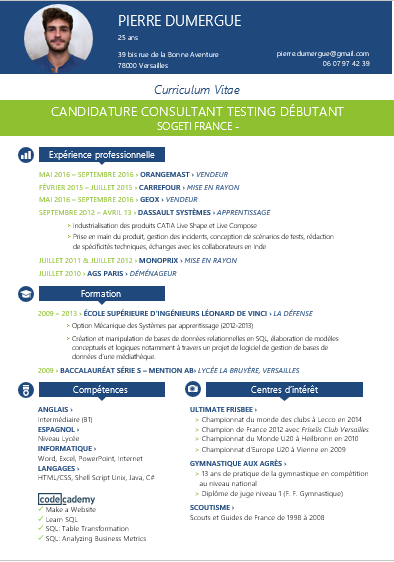 PIERRE DUMERGUE
25 ans
39 bis rue de la Bonne Aventure
78000 Versailles
pierre.dumergue@gmail.com
06 07 97 42 39
Curriculum Vitae
CANDIDATURE CONSULTANT TESTING DÉBUTANT
SOGETI FRANCE -
Expérience professionnelle
MAI 2016 – SEPTEMBRE 2016 › ORANGEMAST › VENDEUR
FÉVRIER 2015 – JUILLET 2015 › CARREFOUR › MISE EN RAYON
MAI 2016 – SEPTEMBRE 2016 › GEOX › VENDEUR
SEPTEMBRE 2012 – AVRIL 13 › DASSAULT SYSTÈMES › APPRENTISSAGE
> Industrialisation des produits CATIA Live Shape et Live Compose
> Prise en main du produit, gestion des incidents, conception de scénarios de tests, rédaction
de spécificités techniques, échanges avec les collaborateurs en Inde
JUILLET 2011 & JUILLET 2012 › MONOPRIX › MISE EN RAYON
JUILLET 2010 › AGS PARIS › DÉMÉNAGEUR
Formation
2009 – 2013 › ÉCOLE SUPÉRIEURE D'INGÉNIEURS LÉONARD DE VINCI › LA DÉFENSE
> Option Mécanique des Systèmes par apprentissage (2012-2013)
> Création et manipulation de bases de données relationnelles en SQL, élaboration de modèles
conceptuels et logiques notamment à travers un projet de logiciel de gestion de bases de
données d'une médiathèque.
2009 › BACCALAURÉAT SÉRIE S – MENTION AB› LYCÉE LA BRUYÈRE, VERSAILLES
Compétences
ANGLAIS ›
Intermédiaire (B1)
ESPAGNOL ›
Niveau Lycée
INFORMATIQUE ›
Word, Excel, PowerPoint, Internet
LANGAGES ›
HTML/CSS, Shell Script Unix, Java, C#
codecademy
✓ Make a Website
✓ Learn SQL
✓ SQL: Table Transformation
✓ SQL: Analyzing Business Metrics
Centres d'intérêt
ULTIMATE FRISBEE ›
> Championnat du monde des clubs à Lecco en 2014
> Champion de France 2012 avec Friselis Club Versailles
> Championnat du Monde U20 à Heilbronn en 2010
> Championnat d'Europe U20 à Vienne en 2009
GYMNASTIQUE AUX AGRÈS ›
> 13 ans de pratique de la gymnastique en compétition
au niveau national
> Diplôme de juge niveau 1 (F. F. Gymnastique)
SCOUTISME ›
Scouts et Guides de France de 1998 à 2008